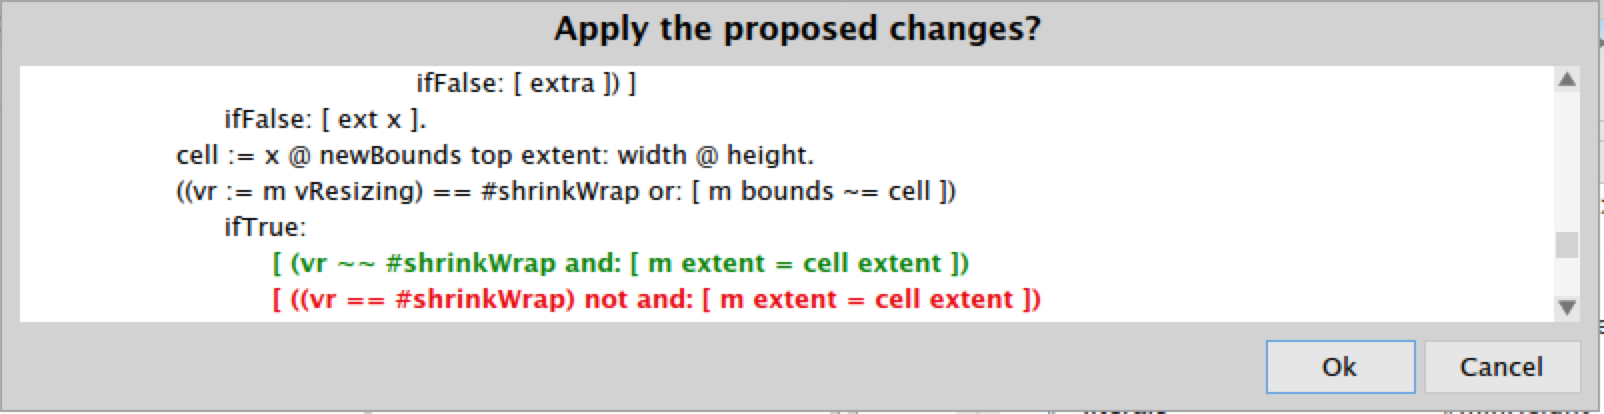 Apply the proposed changes?
ifFalse: [ extra ]) ]
ifFalse: [ ext x ].
cell := x @ newBounds top extent: width @ height.
((vr := m vResizing) == #shrinkWrap or: [ m bounds ~= cell ])
ifTrue:
[ (vr ~~ #shrinkWrap and: [ m extent = cell extent ])
[ ((vr == #shrinkWrap) not and: [ m extent = cell extent ])
Ok Cancel